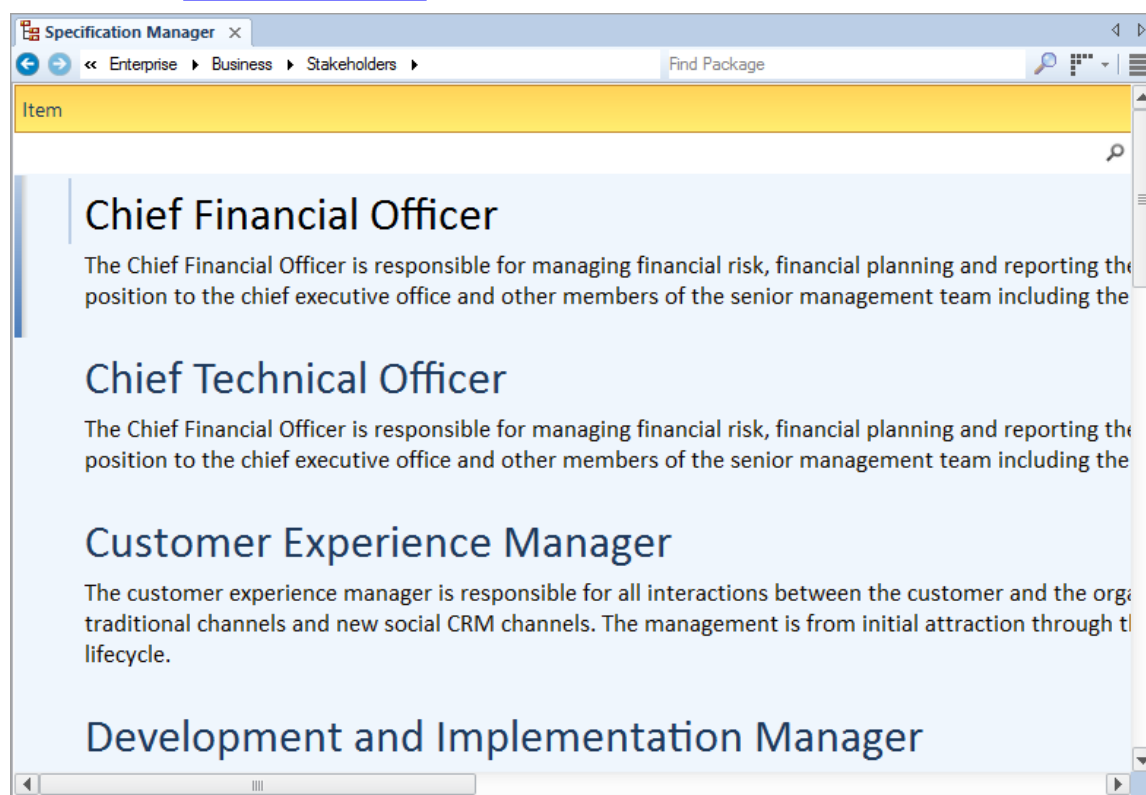 Specification Manager
« Enterprise Business Stakeholders Find Package
Item
Chief Financial Officer
The Chief Financial Officer is responsible for managing financial risk, financial planning and reporting the
position to the chief executive office and other members of the senior management team including the
Chief Technical Officer
The Chief Financial Officer is responsible for managing financial risk, financial planning and reporting the
position to the chief executive office and other members of the senior management team including the
Customer Experience Manager
The customer experience manager is responsible for all interactions between the customer and the
traditional channels and new social CRM channels. The management is from initial attraction through
lifecycle.
Development and Implementation Manager